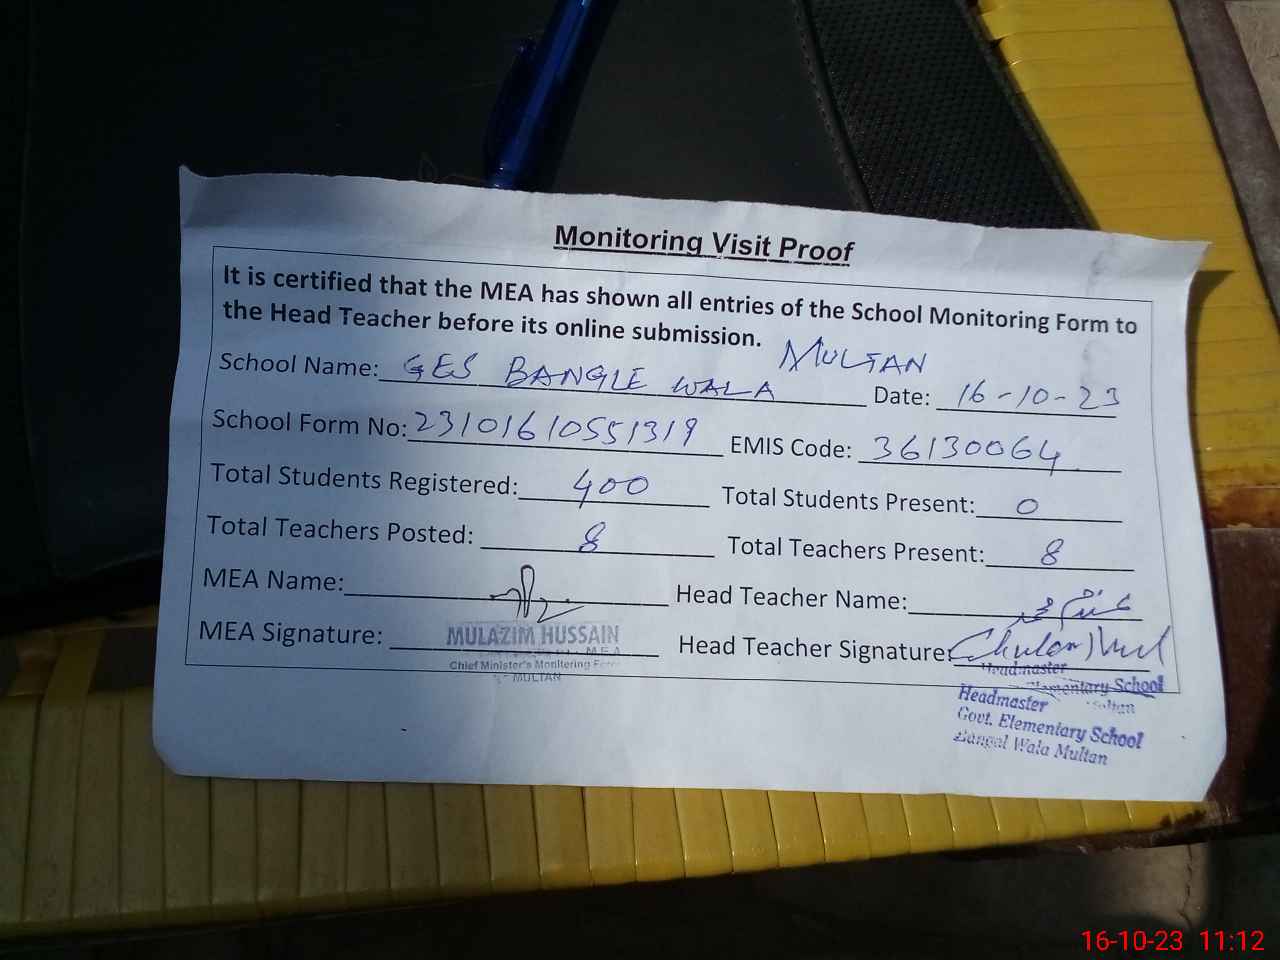 Monitoring Visit Proof
It is certified that the MEA has shown all entries of the School Monitoring Form to
the Head Teacher before its online submission.
MULTAN
School Name: GES BANGLE WALA Date: 16-10-23
School Form No: 23101610551319 EMIS Code: 36130064
Total Students Registered: 400 Total Students Present: 0
Total Teachers Posted: 8 Total Teachers Present: 8
MEA Name: Head Teacher Name:
MEA Signature: Head Teacher Signature:
MULAZIM HUSSAIN
MEA
Chief Minister's Monitoring Force
MULTAN
Headmaster
Elementary School
Multan
Headmaster
Govt. Elementary School
Bangal Wala Multan
16-10-23 11:12